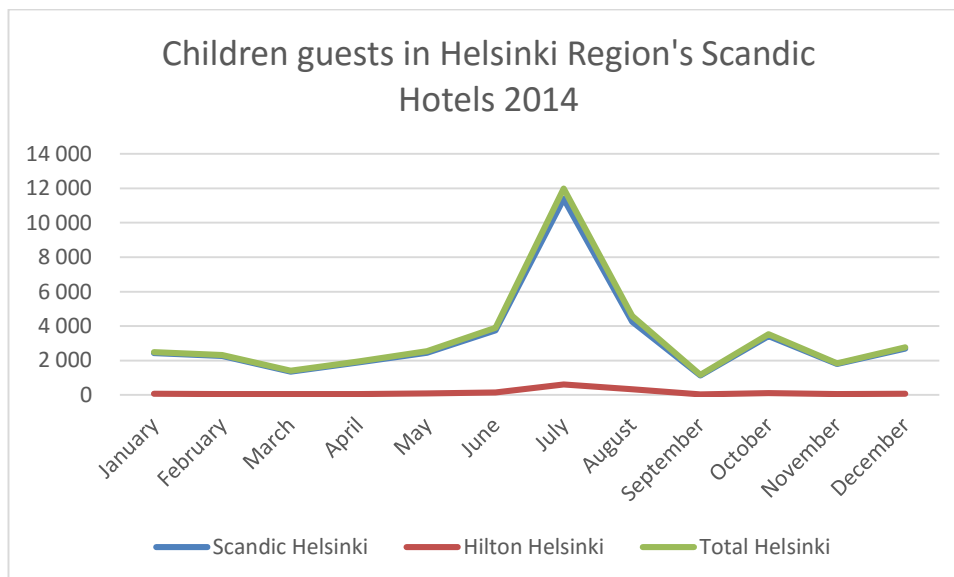 Children guests in Helsinki Region's Scandic
Hotels 2014
14 000
12 000
10 000
8 000
6 000
4 000
2 000
0
January
February
March
April
May
June
July
August
September
October
November
December
Scandic Helsinki
Hilton Helsinki
Total Helsinki